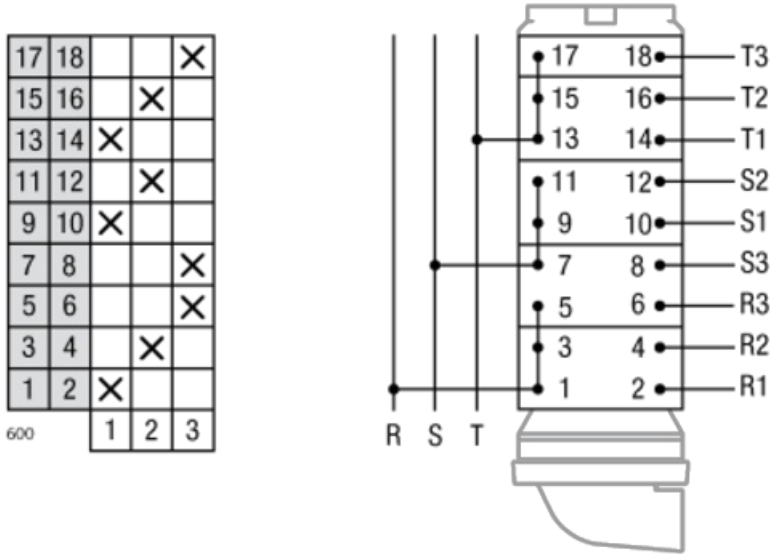 17 18 X
15 16 X
13 14 X
11 12 X
9 10 X
7 8 X
5 6 X
3 4 X
1 2 X
600 1 2 3
17 18 T3
15 16 T2
13 14 T1
11 12 S2
9 10 S1
7 8 S3
5 6 R3
3 4 R2
1 2 R1
R S T